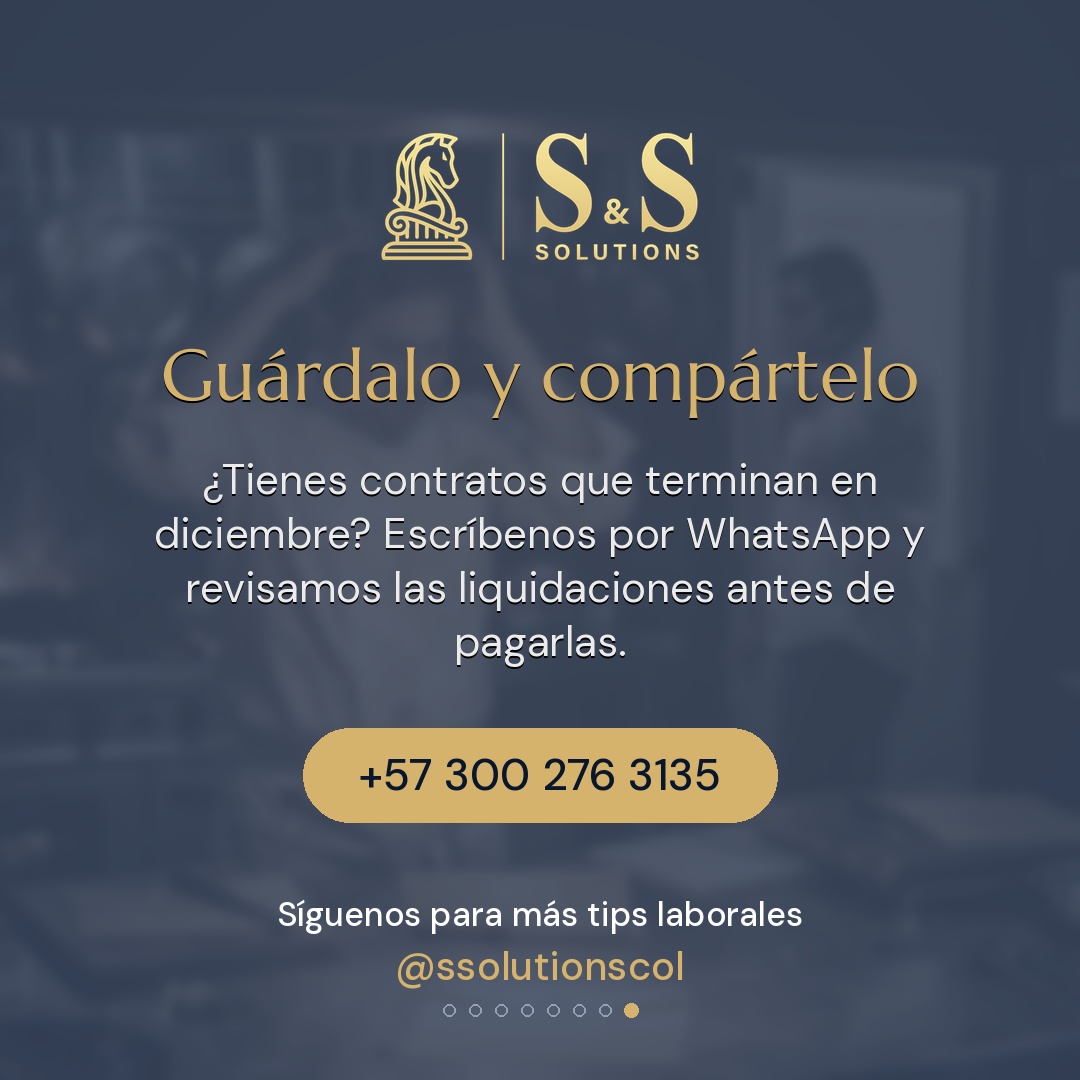 S&S
SOLUTIONS
Guárdalo y compártelo
¿Tienes contratos que terminan en
diciembre? Escríbenos por WhatsApp y
revisamos las liquidaciones antes de
pagarlas.
+57 300 276 3135
Síguenos para más tips laborales
@ssolutionscol